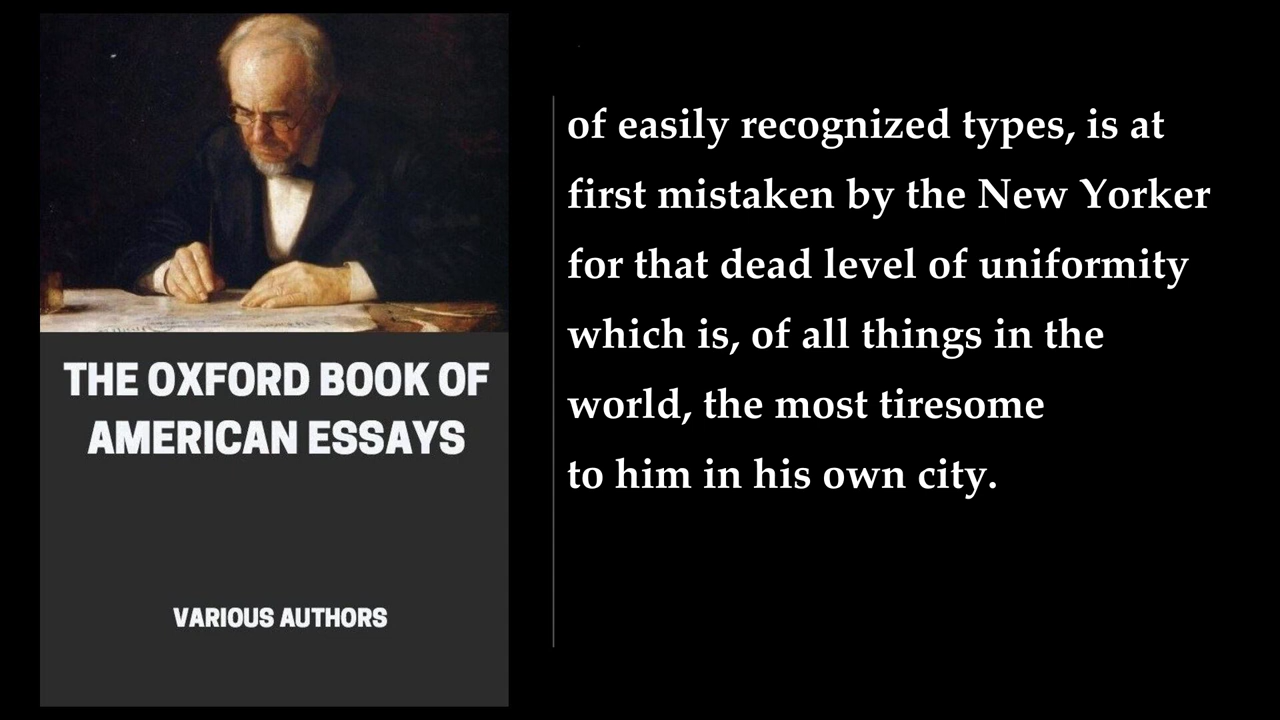 THE OXFORD BOOK OF
AMERICAN ESSAYS
VARIOUS AUTHORS
of easily recognized types, is at
first mistaken by the New Yorker
for that dead level of uniformity
which is, of all things in the
world, the most tiresome
to him in his own city.